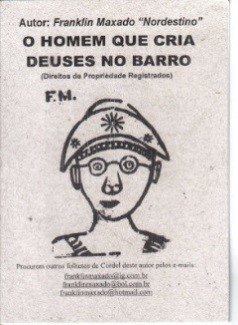 Autor: Franklin Maxado "Nordestino"
O HOMEM QUE CRIA
DEUSES NO BARRO
(Direitos de Propriedade Registrados)
F.M.
Procurem outros folhetos de Cordel deste autor pelos e-mails:
franklinmaxado@ig.com.br
franklinmaxado@bol.com.br
franklinmaxado@hotmail.com